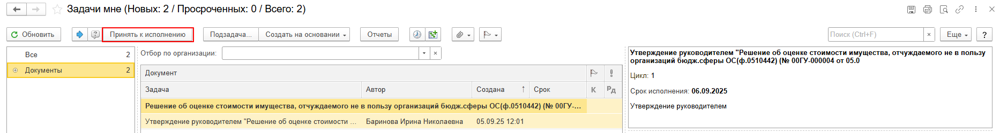 Задачи мне (Новых: 2 / Просроченных: 0 / Всего: 2)
Обновить
Принять к исполнению
Подзадача...
Создать на основании
Отчеты
Поиск (Ctrl+F)
×
Еще
?
Все 2
Документы 2
Отбор по организации:
×
Документ
Задача Автор Создана ↑ Срок К Рд
Решение об оценке стоимости имущества, отчуждаемого не в пользу организаций бюдж.сферы ОС(ф.0510442) (№ 00ГУ-...
Утверждение руководителем "Решение об оценке стоимости ... Баринова Ирина Николаевна 05.09.25 12:01
Утверждение руководителем "Решение об оценке стоимости имущества, отчуждаемого не в пользу
организаций бюдж.сферы ОС(ф.0510442) (№ 00ГУ-000004 от 05.0
Цикл: 1
Срок исполнения: 06.09.2025
Утверждение руководителем